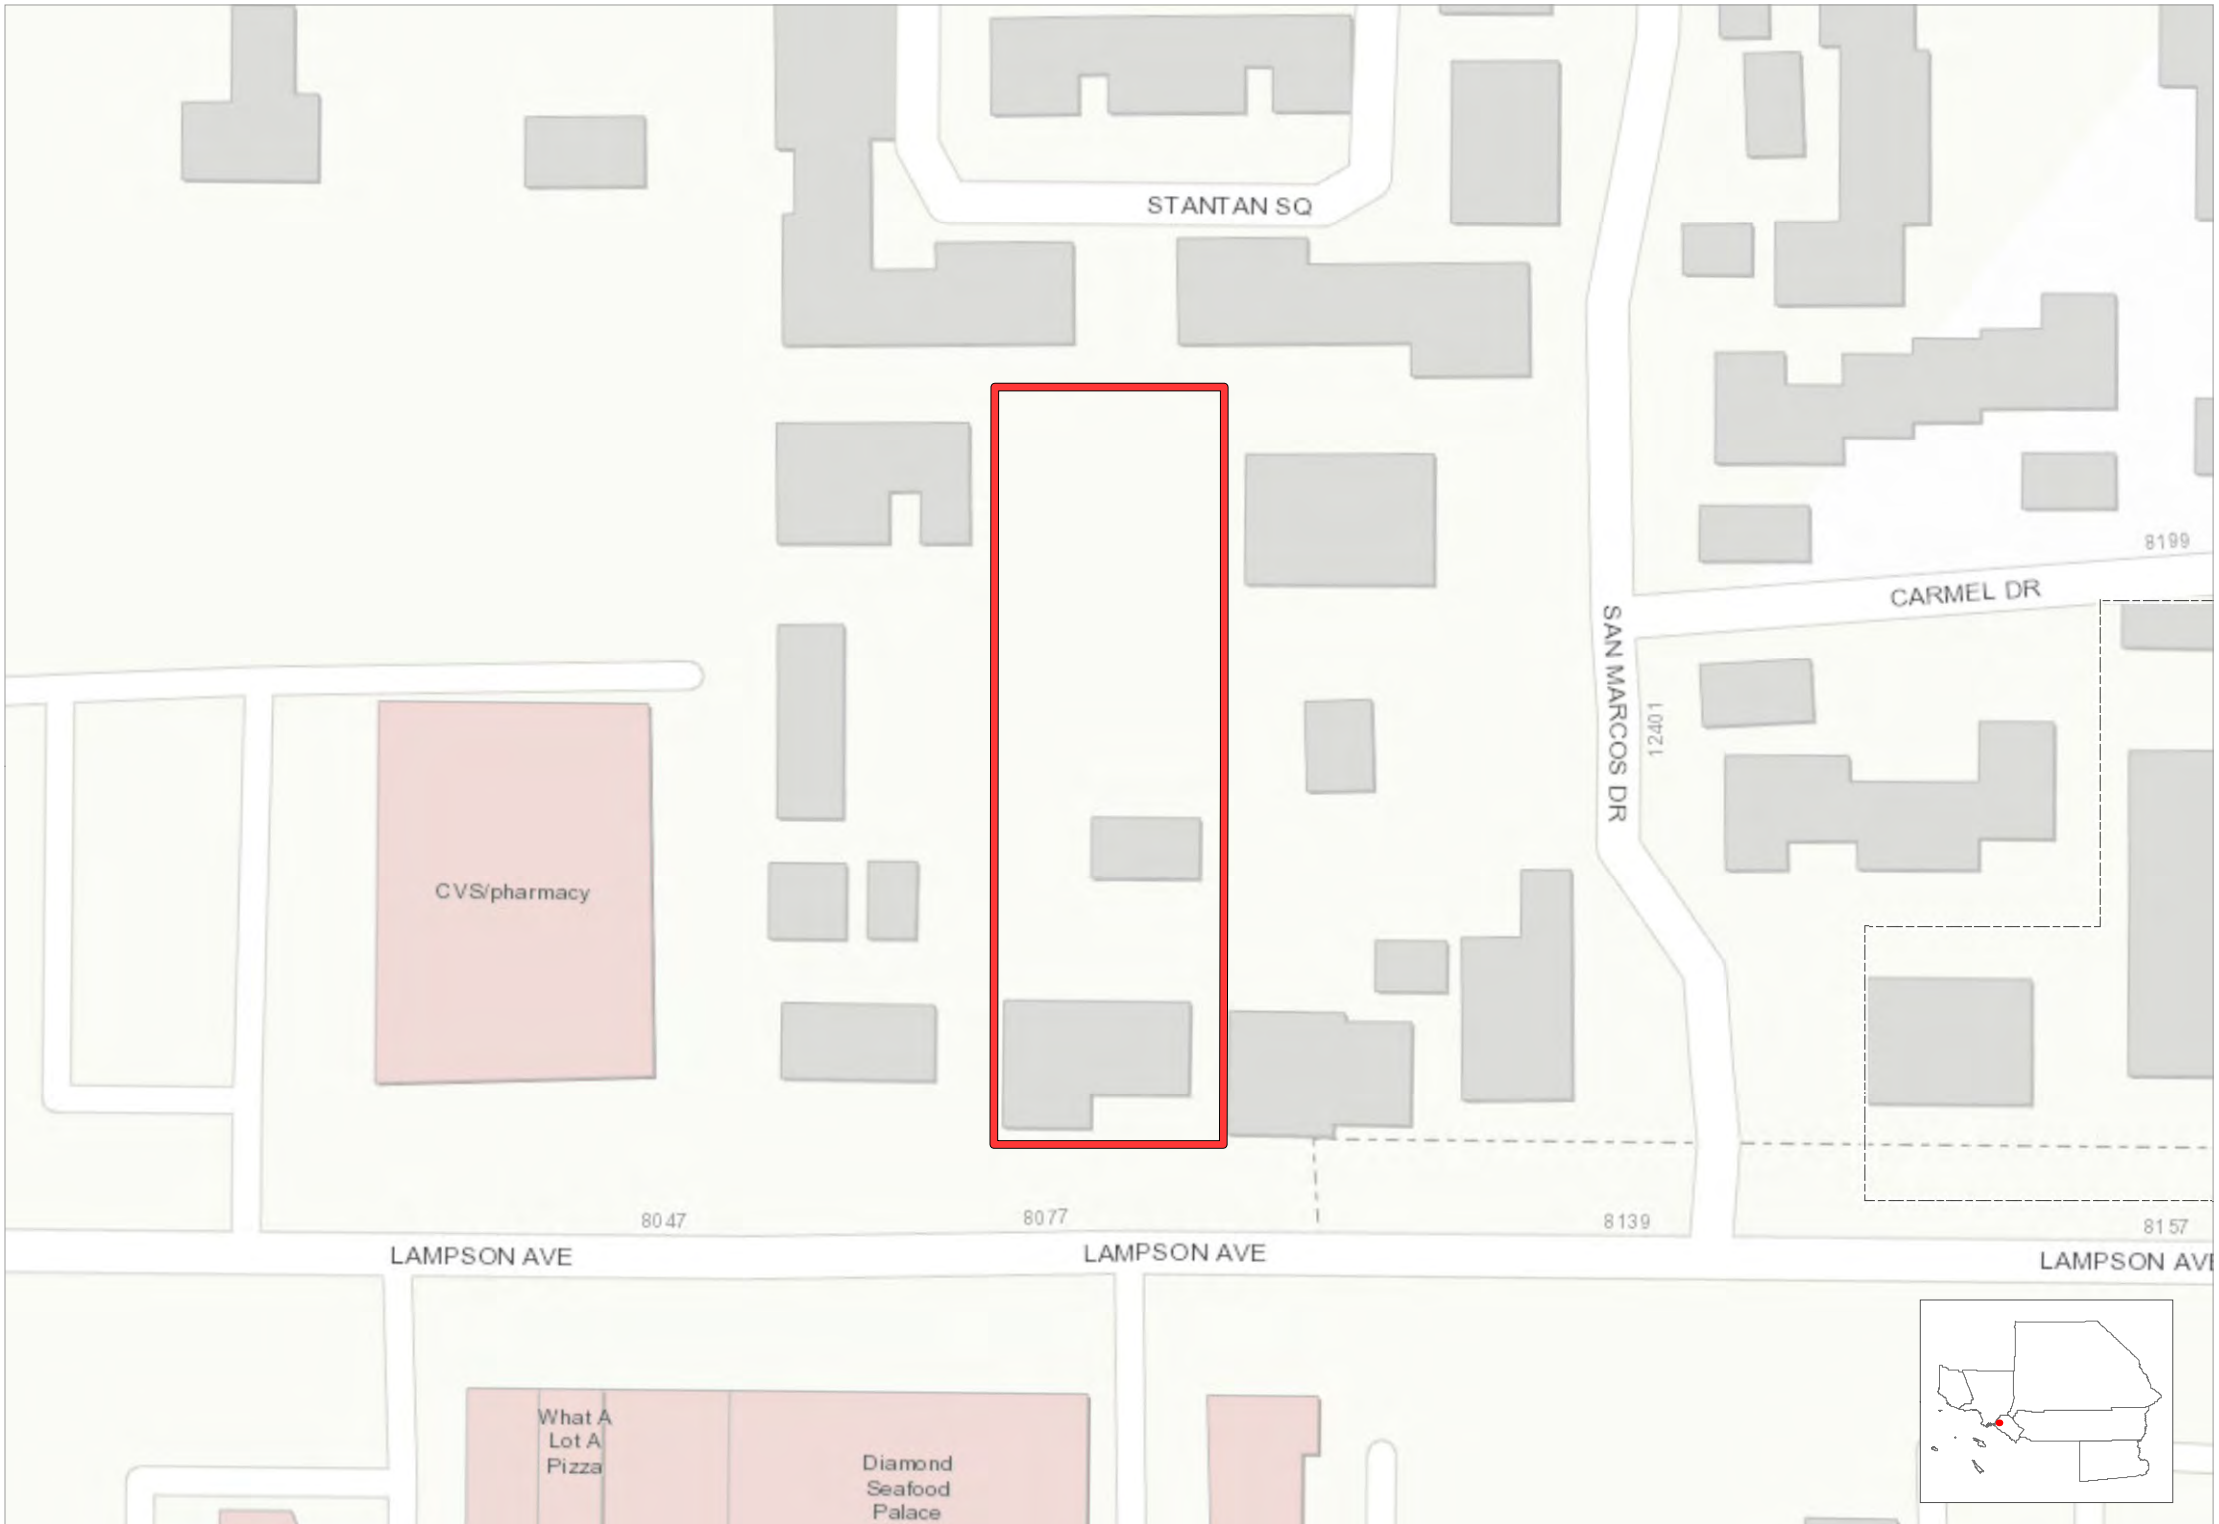 STANTAN SQ
8199
CARMEL DR
SAN MARCOS DR
12401
CVS/pharmacy
8047
8077
8139
8157
LAMPSON AVE
LAMPSON AVE
LAMPSON AVE
What A
Lot A
Pizza
Diamond
Seafood
Palace